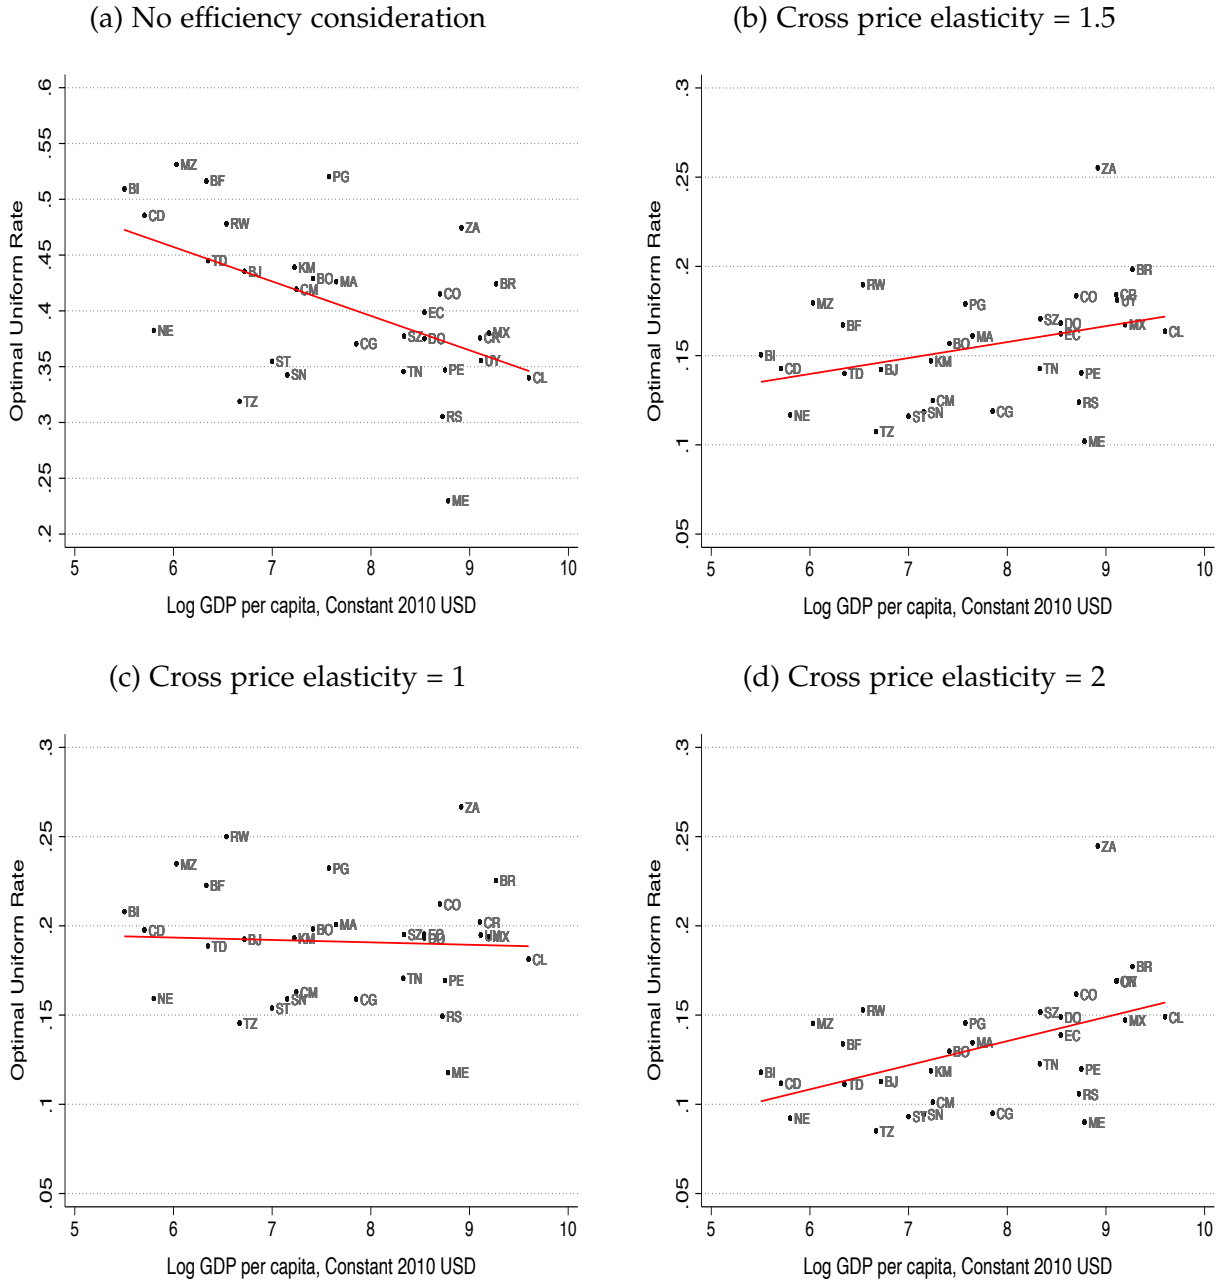 (a) No efficiency consideration
Optimal Uniform Rate
.6
.55
.5
.45
.4
.35
.3
.25
.2
MZ
BF
PG
BI
CD
RW
ZA
TD
BJ
KM
BO
MA
CM
BR
CO
EC
NE
SZ
DO
MX
CR
CG
ST
SN
TN
PE
UY
CL
TZ
RS
ME
5 6 7 8 9 10
Log GDP per capita, Constant 2010 USD
(b) Cross price elasticity = 1.5
Optimal Uniform Rate
.3
.25
.2
.15
.1
.05
ZA
BR
RW
MZ
PG
CO
CR
UY
BF
SZ
DO
MX
EC
CL
MA
BO
BI
CD
TD
BJ
KM
TN
PE
NE
CM
SN
ST
CG
RS
TZ
ME
5 6 7 8 9 10
Log GDP per capita, Constant 2010 USD
(c) Cross price elasticity = 1
Optimal Uniform Rate
.3
.25
.2
.15
.1
.05
ZA
RW
MZ
PG
BF
BR
BI
CO
CD
CR
MA
BO
TD
BJ
KM
SZ
EC
DO
UY
MX
CL
TN
PE
NE
CM
SN
ST
CG
TZ
RS
ME
5 6 7 8 9 10
Log GDP per capita, Constant 2010 USD
(d) Cross price elasticity = 2
Optimal Uniform Rate
.3
.25
.2
.15
.1
.05
ZA
BR
CO
RW
MZ
PG
SZ
DO
MX
CL
BF
MA
BO
EC
BI
CD
TD
BJ
KM
TN
PE
NE
CM
SN
ST
CG
RS
TZ
ME
5 6 7 8 9 10
Log GDP per capita, Constant 2010 USD